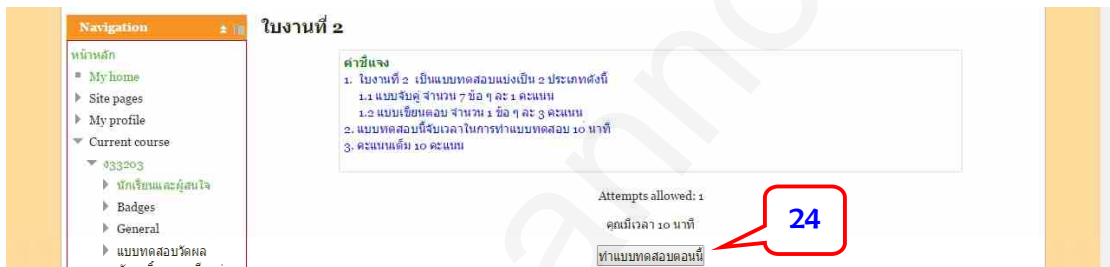 Navigation
หน้าหลัก
My home
Site pages
My profile
Current course
ง33203
นักเรียนและผู้สนใจ
Badges
General
แบบทดสอบวัดผล
ใบงานที่ 2
คำชี้แจง
1. ใบงานที่ 2 เป็นแบบทดสอบแบ่งเป็น 2 ประเภทดังนี้
1.1 แบบจับคู่ จำนวน 7 ข้อ ๆ ละ 1 คะแนน
1.2 แบบเขียนตอบ จำนวน 1 ข้อ ๆ ละ 3 คะแนน
2. แบบทดสอบนี้จับเวลาในการทำแบบทดสอบ 10 นาที
3. คะแนนเต็ม 10 คะแนน
Attempts allowed: 1
คุณมีเวลา 10 นาที
ทำแบบทดสอบตอนนี้
24